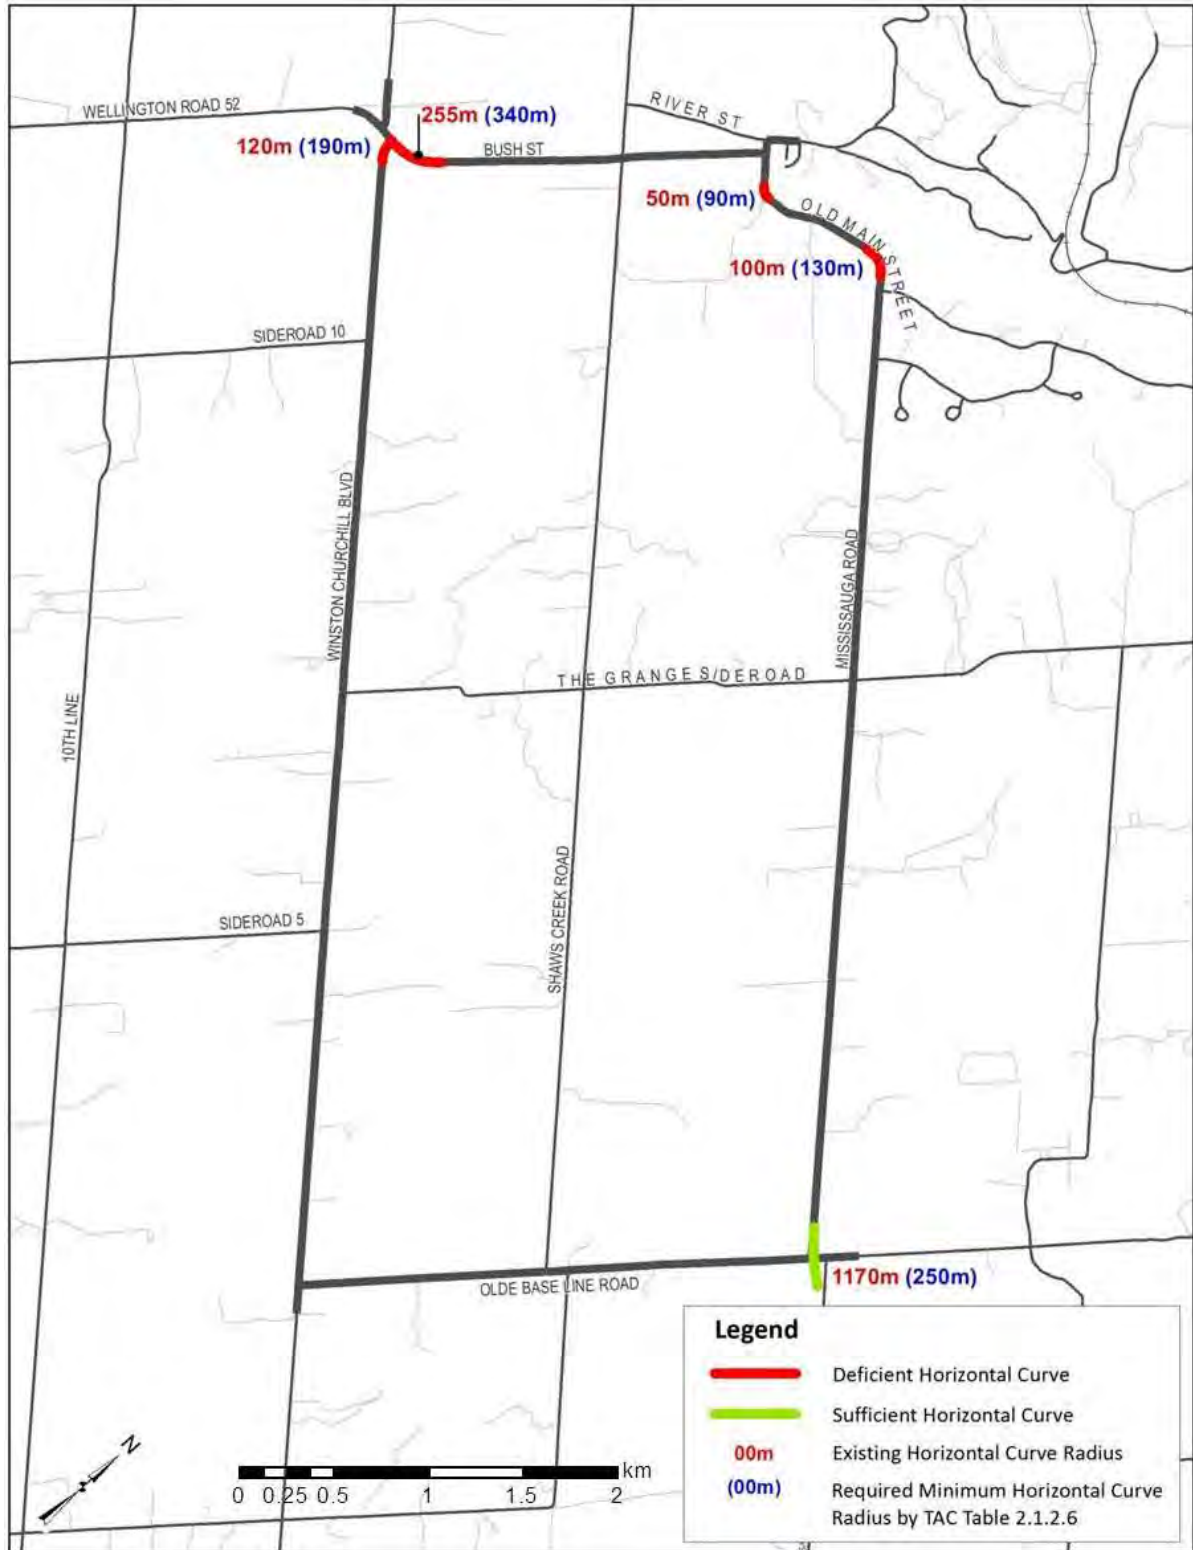 WELLINGTON ROAD 52
255m (340m)
RIVER ST
120m (190m)
BUSH ST
50m (90m)
OLD MAIN STREET
100m (130m)
SIDEROAD 10
WINSTON CHURCHILL BLVD
MISSISSAUGA ROAD
THE GRANGE SIDEROAD
10TH LINE
SHAWS CREEK ROAD
SIDEROAD 5
OLDE BASE LINE ROAD
1170m (250m)
Legend
Deficient Horizontal Curve
Sufficient Horizontal Curve
00m Existing Horizontal Curve Radius
(00m) Required Minimum Horizontal Curve
Radius by TAC Table 2.1.2.6
N
km
0 0.25 0.5 1 1.5 2